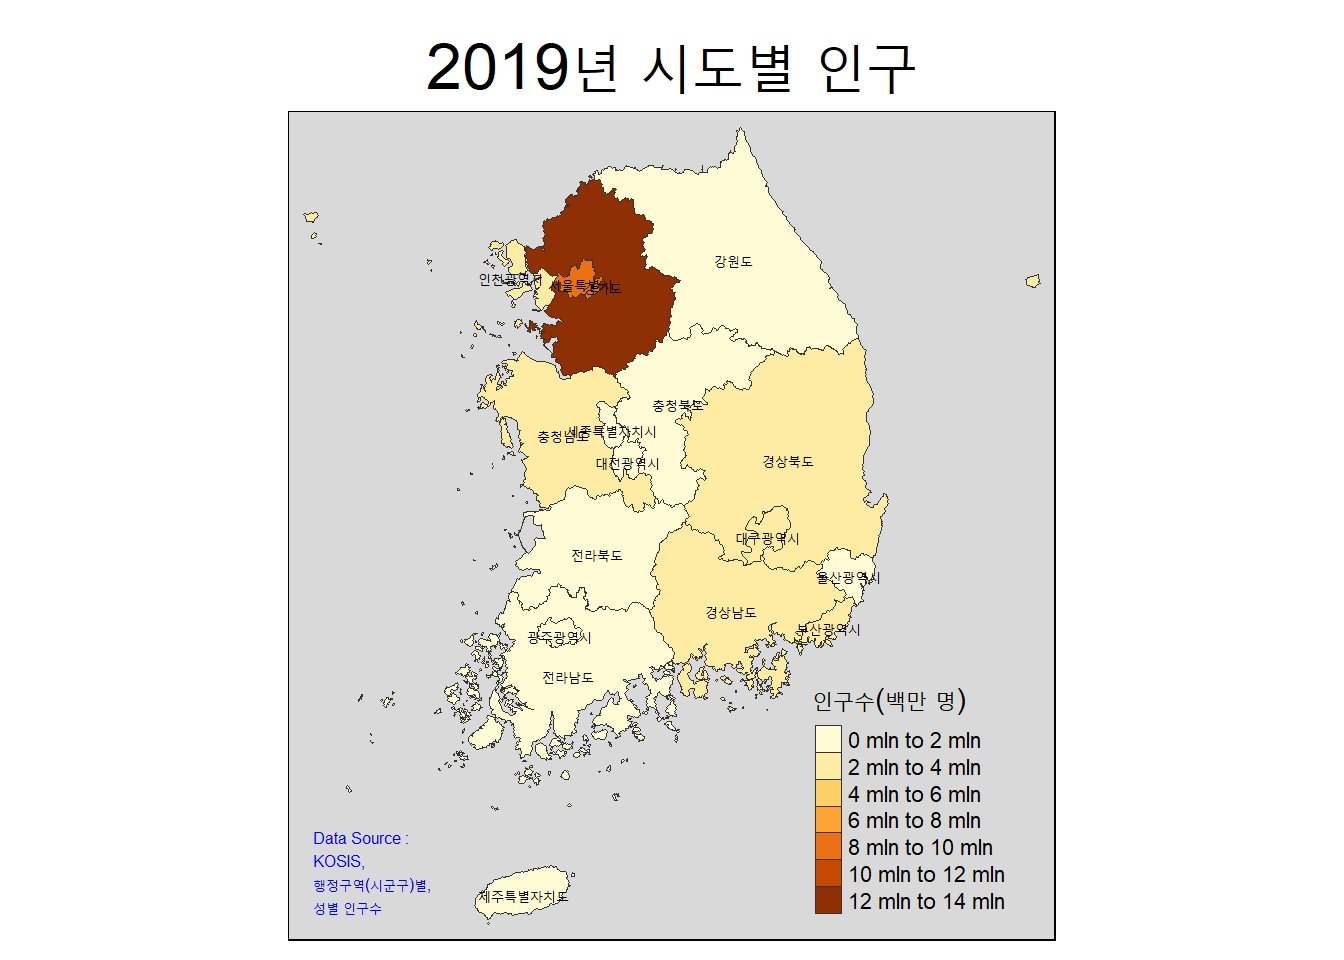 2019년 시도별 인구
강원도
인천광역시
서울특별시
경기도
충청북도
세종특별자치시
충청남도
대전광역시
경상북도
대구광역시
전라북도
울산광역시
경상남도
부산광역시
광주광역시
전라남도
인구수(백만 명)
0 mln to 2 mln
2 mln to 4 mln
4 mln to 6 mln
6 mln to 8 mln
8 mln to 10 mln
10 mln to 12 mln
12 mln to 14 mln
Data Source :
KOSIS,
행정구역(시군구)별,
성별 인구수
제주특별자치도